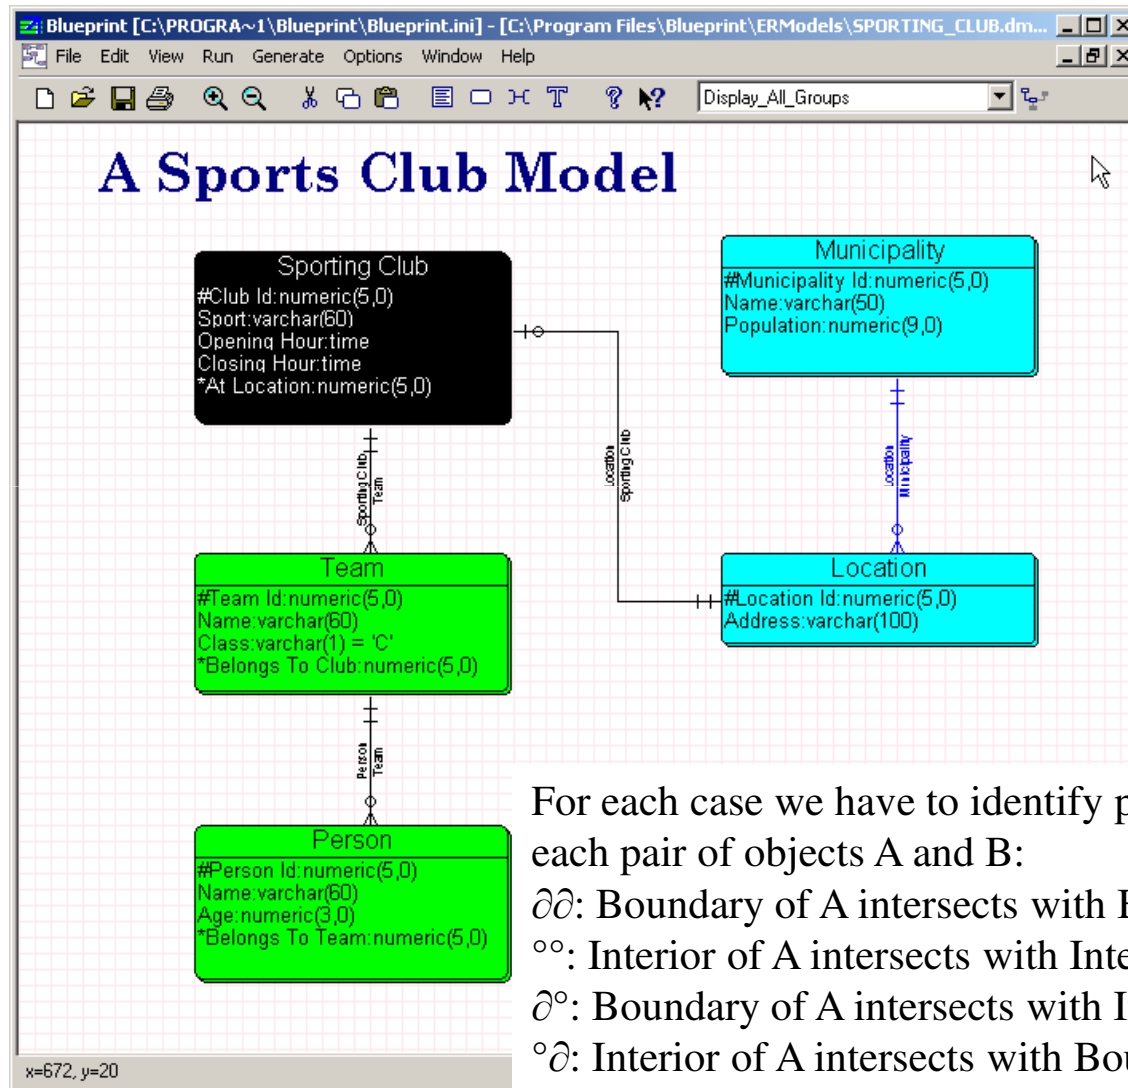 Blueprint [C:\PROGRA~1\Blueprint\Blueprint.ini] - [C:\Program Files\Blueprint\ERModels\SPORTING_CLUB.dm...
File Edit View Run Generate Options Window Help
Display_All_Groups
A Sports Club Model
Sporting Club
#Club Id:numeric(5,0)
Sport:varchar(60)
Opening Hour:time
Closing Hour:time
*At Location:numeric(5,0)
Municipality
#Municipality Id:numeric(5,0)
Name:varchar(50)
Population:numeric(9,0)
Sporting Club
Team
Location
Sporting Club
Location
Municipality
Team
#Team Id:numeric(5,0)
Name:varchar(60)
Class:varchar(1) = 'C'
*Belongs To Club:numeric(5,0)
Location
#Location Id:numeric(5,0)
Address:varchar(100)
Person
Team
Person
#Person Id:numeric(5,0)
Name:varchar(60)
Age:numeric(3,0)
*Belongs To Team:numeric(5,0)
For each case we have to identify
each pair of objects A and B:
∂∂: Boundary of A intersects with
°°: Interior of A intersects with
∂°: Boundary of A intersects with
°∂: Interior of A intersects with
x=672, y=20